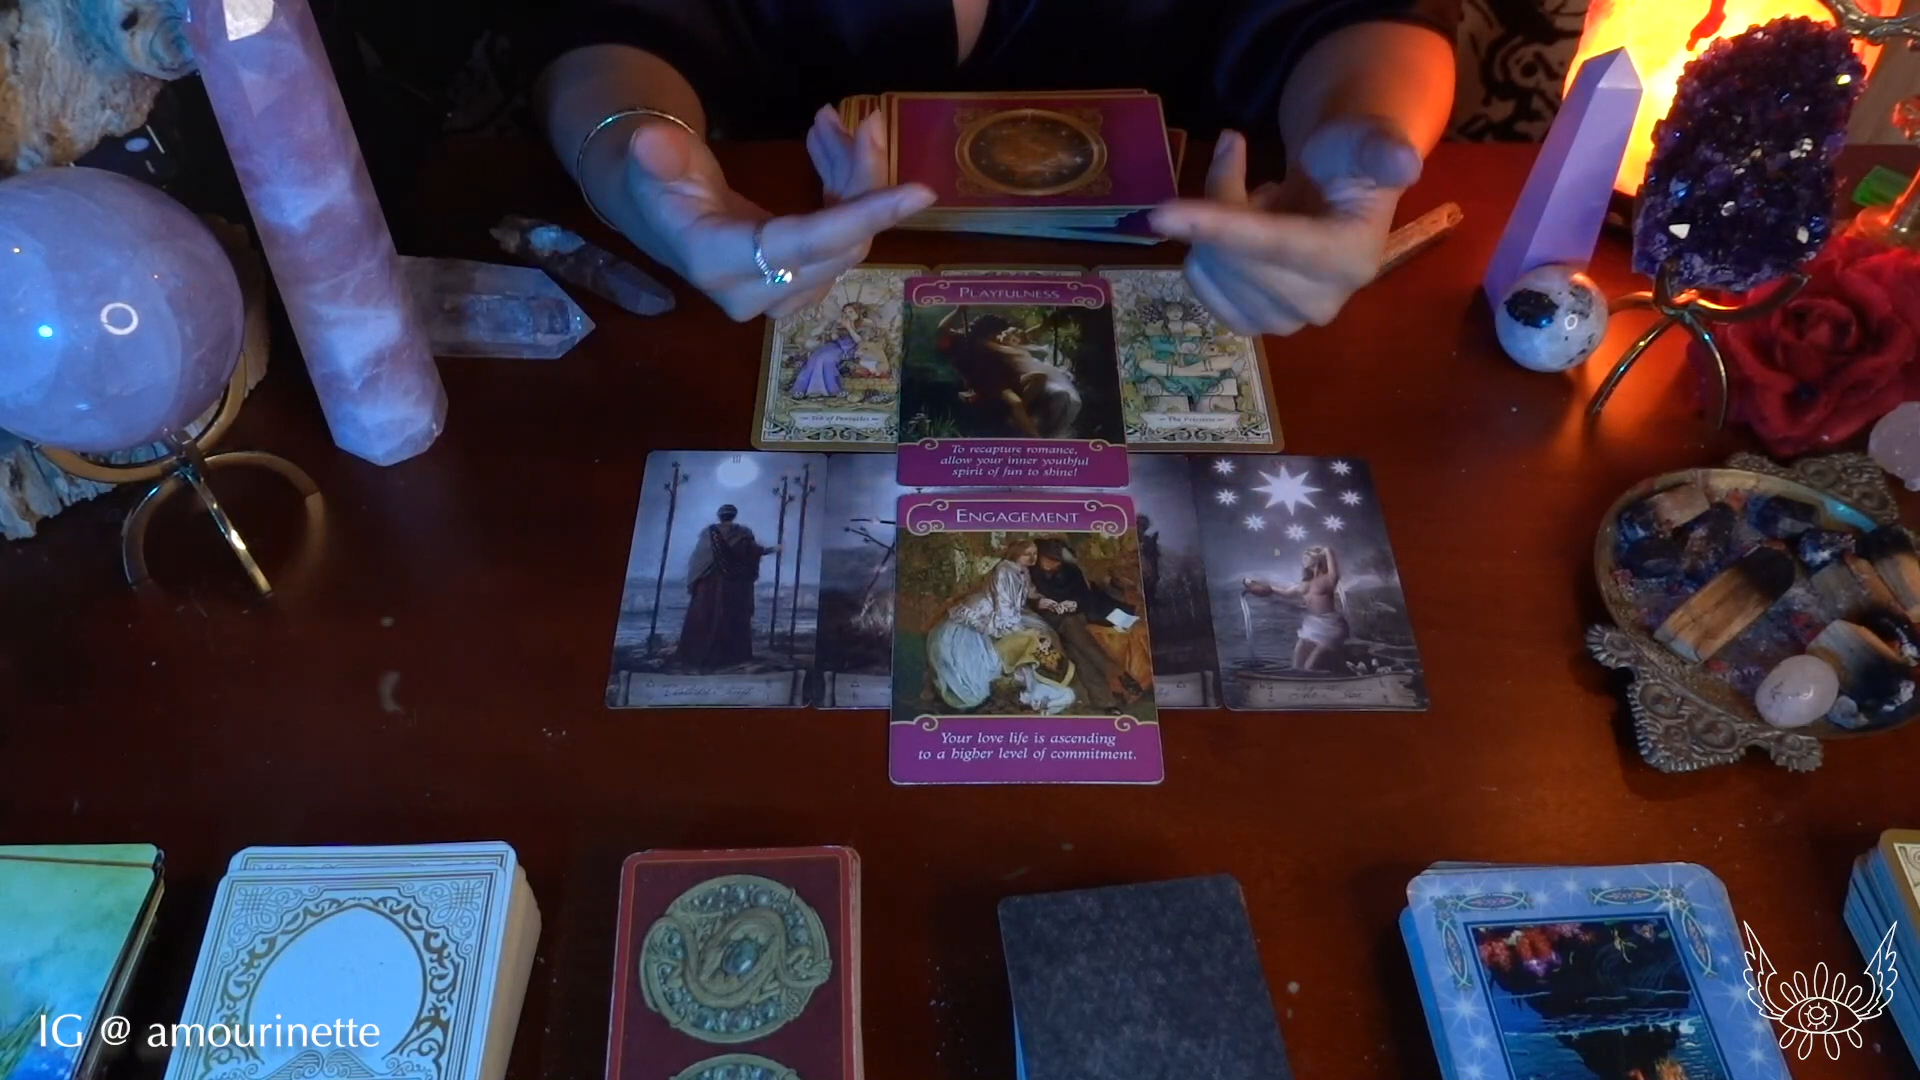 PLAYFULNESS
To recapture romance,
allow your inner youthful
spirit of fun to shine!
III
ENGAGEMENT
Your love life is ascending
to a higher level of commitment.
IG @ amourinette